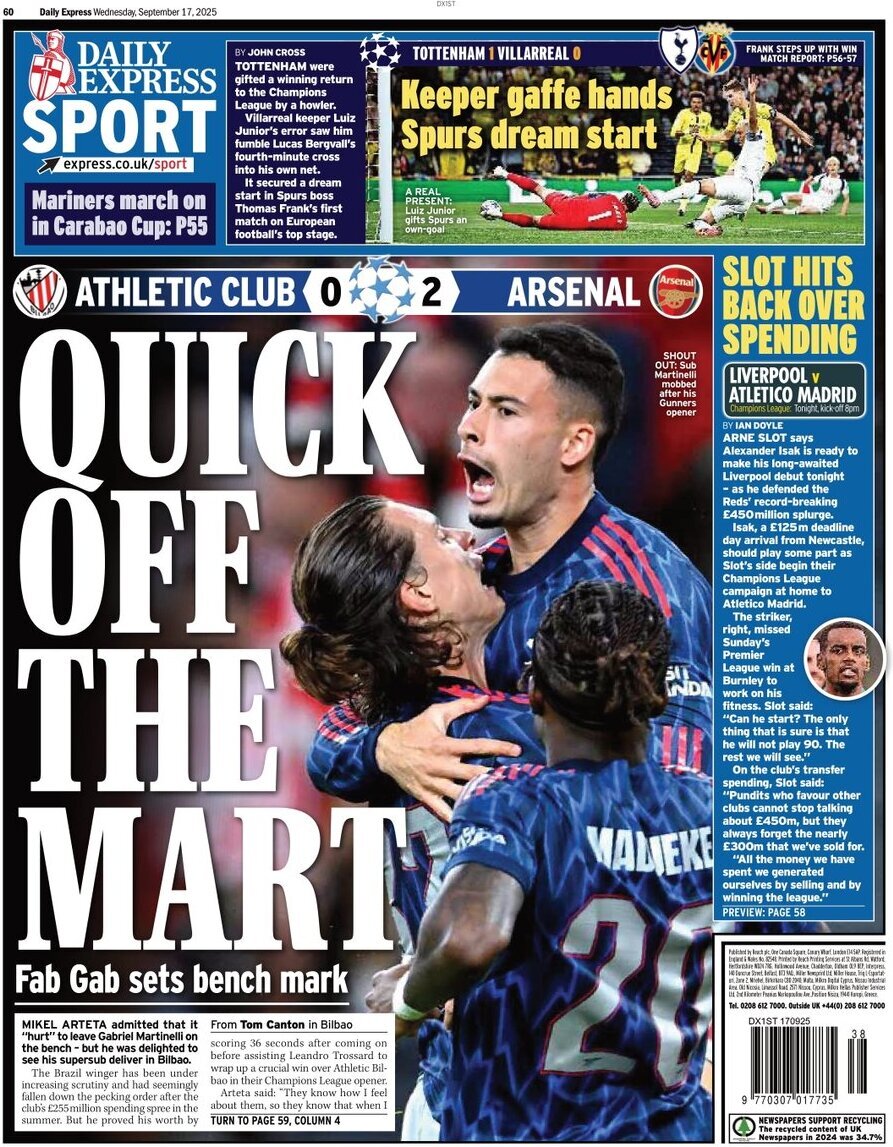 60 Daily Express Wednesday, September 17, 2025
DX1ST
DAILY
EXPRESS
SPORT
express.co.uk/sport
Mariners march on
in Carabao Cup: P55
BY JOHN CROSS
TOTTENHAM were
gifted a winning return
to the Champions
League by a howler.
Villarreal keeper Luiz
Junior's error saw him
fumble Lucas Bergvall's
fourth-minute cross
into his own net.
It secured a dream
start in Spurs boss
Thomas Frank's first
match on European
football's top stage.
TOTTENHAM 1 VILLARREAL 0
FRANK STEPS UP WITH WIN
MATCH REPORT: P56-57
Keeper gaffe hands
Spurs dream start
A REAL
PRESENT:
Luiz Junior
gifts Spurs an
own-goal
ATHLETIC CLUB 0 2 ARSENAL
Arsenal
QUICK
OFF
THE
MART
SHOUT
OUT: Sub
Martinelli
mobbed
after his
Gunners
opener
MADUEKE
20
Fab Gab sets bench mark
MIKEL ARTETA admitted that it
"hurt" to leave Gabriel Martinelli on
the bench – but he was delighted to
see his supersub deliver in Bilbao.
The Brazil winger has been under
increasing scrutiny and had seemingly
fallen down the pecking order after the
club's £255million spending spree in the
summer. But he proved his worth by
From Tom Canton in Bilbao
scoring 36 seconds after coming on
before assisting Leandro Trossard to
wrap up a crucial win over Athletic Bil-
bao in their Champions League opener.
Arteta said: "They know how I feel
about them, so they know that when I
TURN TO PAGE 59, COLUMN 4
SLOT HITS
BACK OVER
SPENDING
LIVERPOOL v
ATLETICO MADRID
Champions League: Tonight, kick-off 8pm
BY IAN DOYLE
ARNE SLOT says
Alexander Isak is ready to
make his long-awaited
Liverpool debut tonight
– as he defended the
Reds' record-breaking
£450million splurge.
Isak, a £125m deadline
day arrival from Newcastle,
should play some part as
Slot's side begin their
Champions League
campaign at home to
Atletico Madrid.
The striker,
right, missed
Sunday's
Premier
League win at
Burnley to
work on his
fitness. Slot said:
"Can he start? The only
thing that is sure is that
he will not play 90. The
rest we will see."
On the club's transfer
spending, Slot said:
"Pundits who favour other
clubs cannot stop talking
about £450m, but they
always forget the nearly
£300m that we've sold for.
"All the money we have
spent we generated
ourselves by selling and by
winning the league."
PREVIEW: PAGE 58
Published by Reach plc, One Canada Square, Canary Wharf, London E14 5AP. Registered in
Tel. 0208 612 7000. Outside UK +44(0) 208 612 7000
DX1ST 170925
38
9 770307 017735
NEWSPAPERS SUPPORT RECYCLING
The recycled content of UK
Newspapers in 2024 was 34.7%